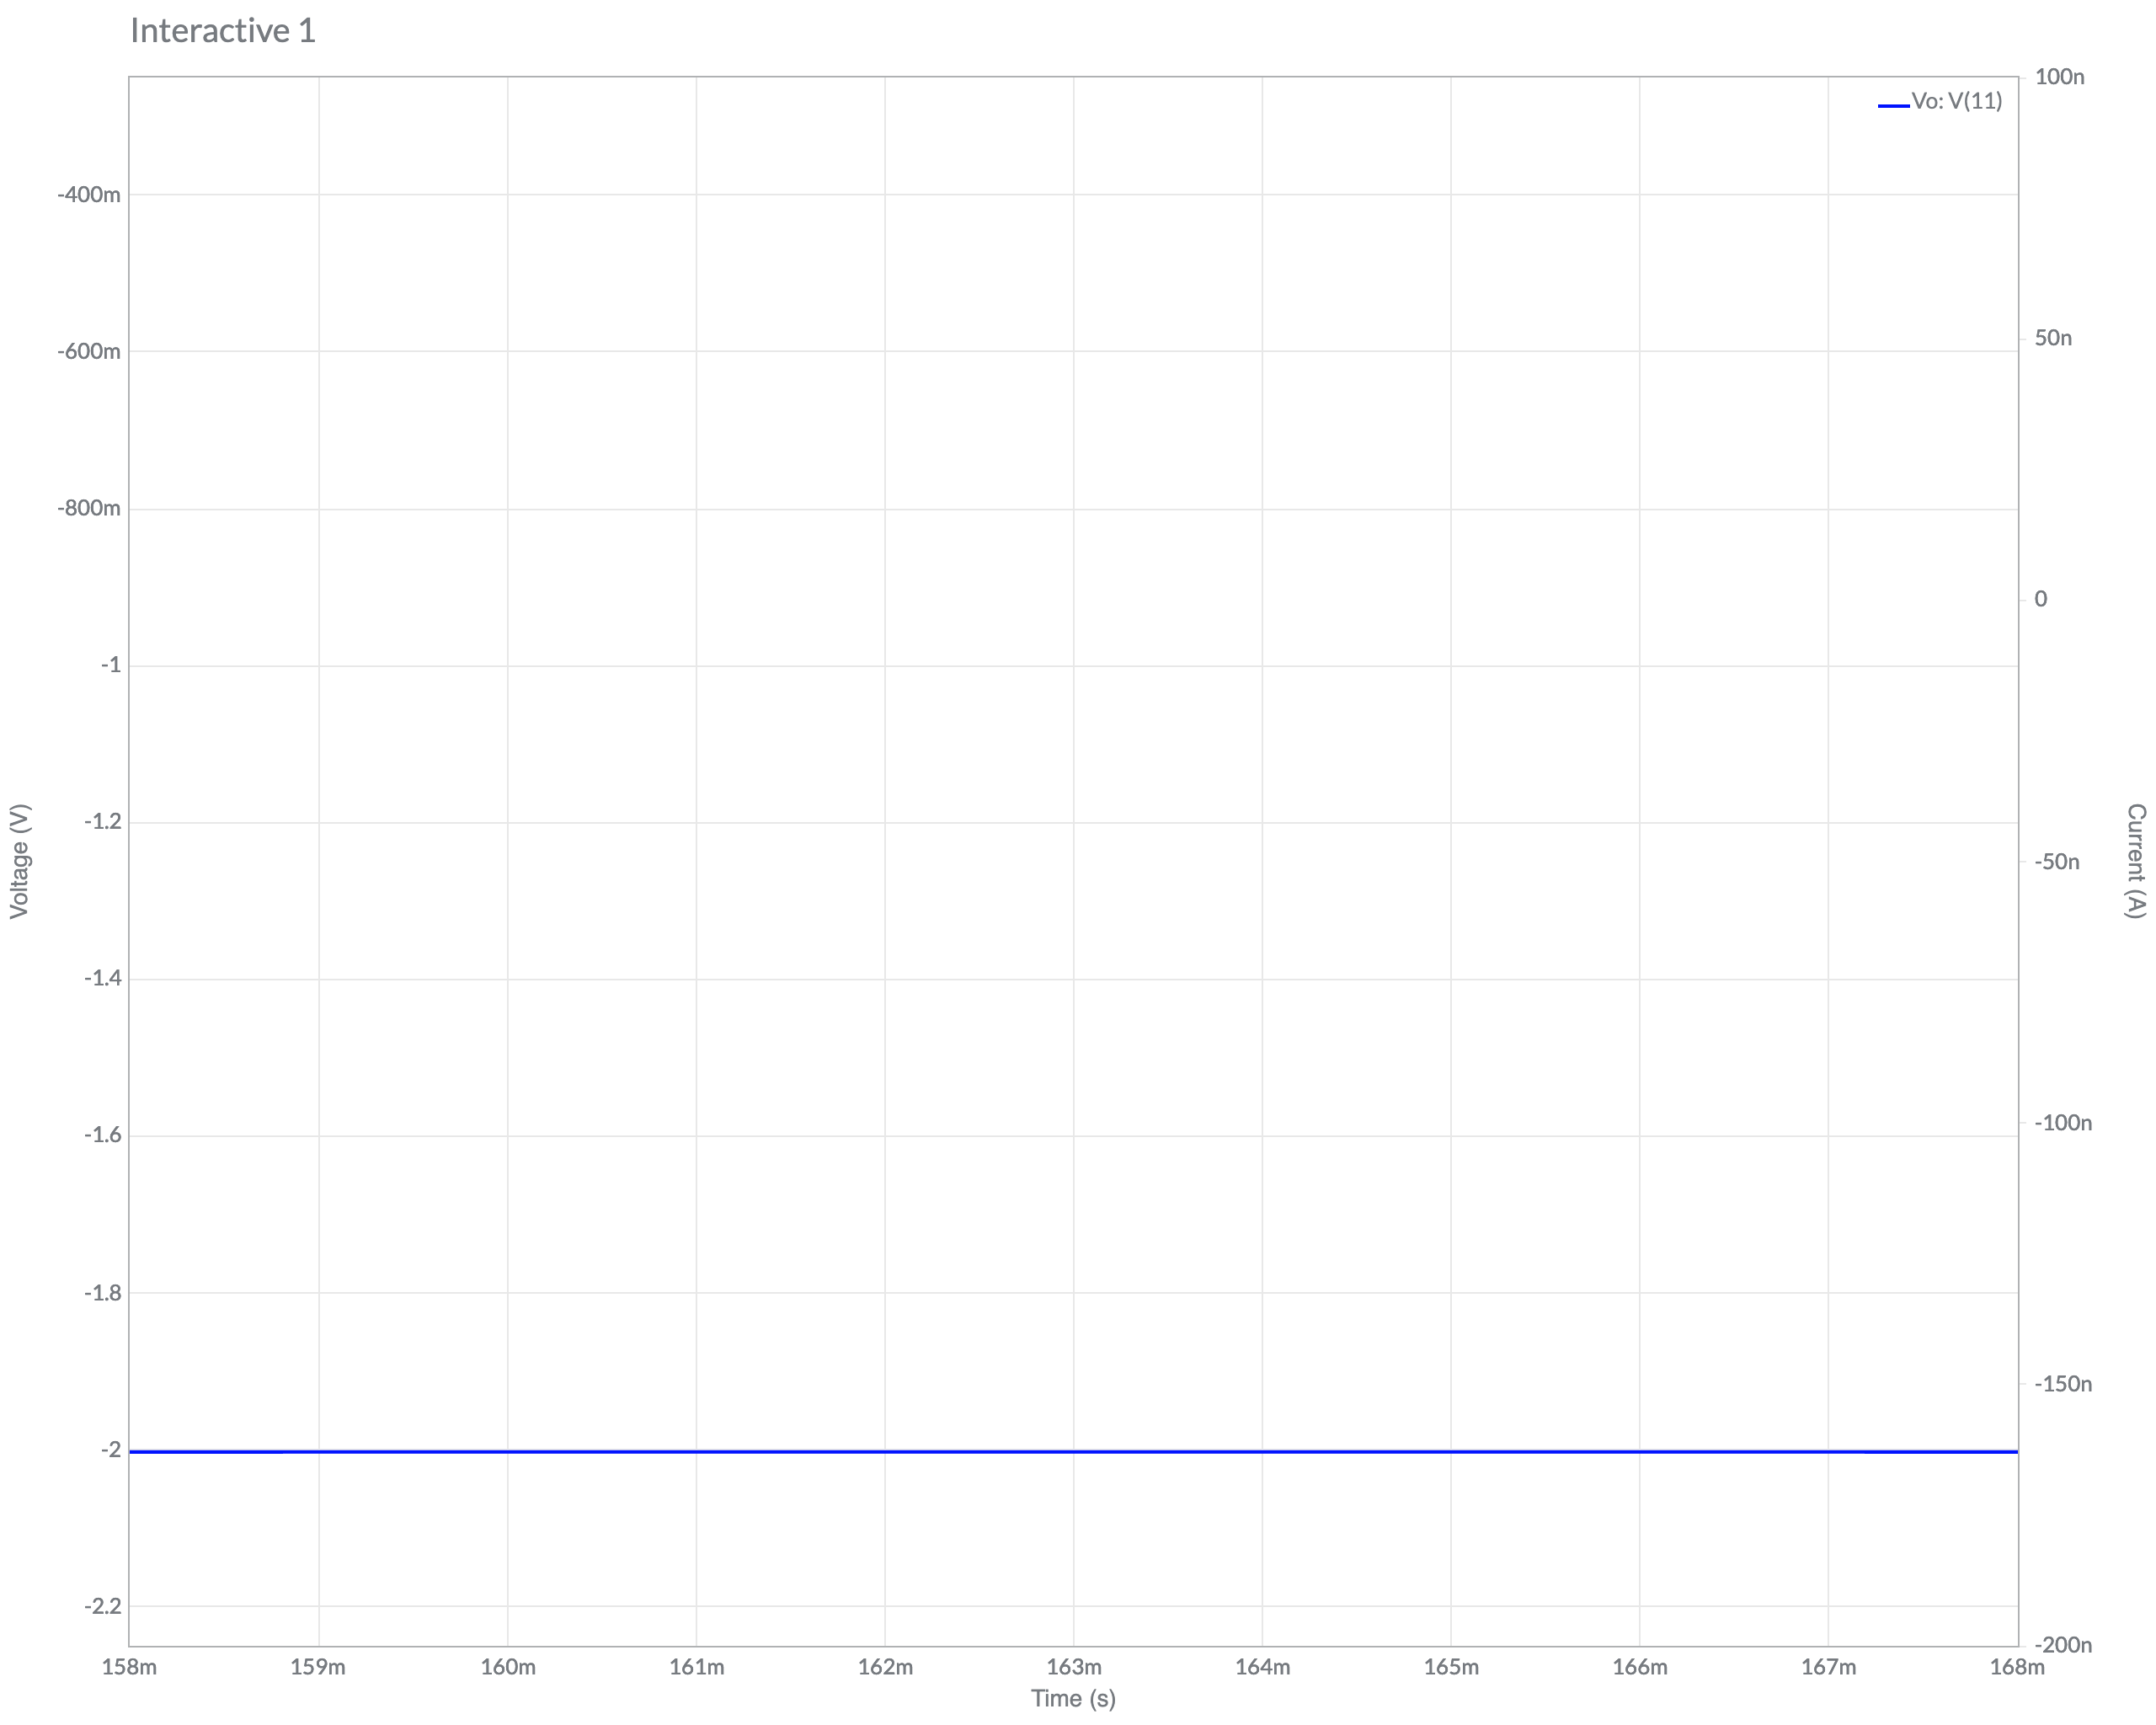 Interactive 1
Vo: V(11)
Voltage (V)
-400m
-600m
-800m
-1
-1.2
-1.4
-1.6
-1.8
-2
-2.2
100n
50n
0
-50n
-100n
-150n
-200n
Current (A)
158m 159m 160m 161m 162m 163m 164m 165m 166m 167m 168m
Time (s)